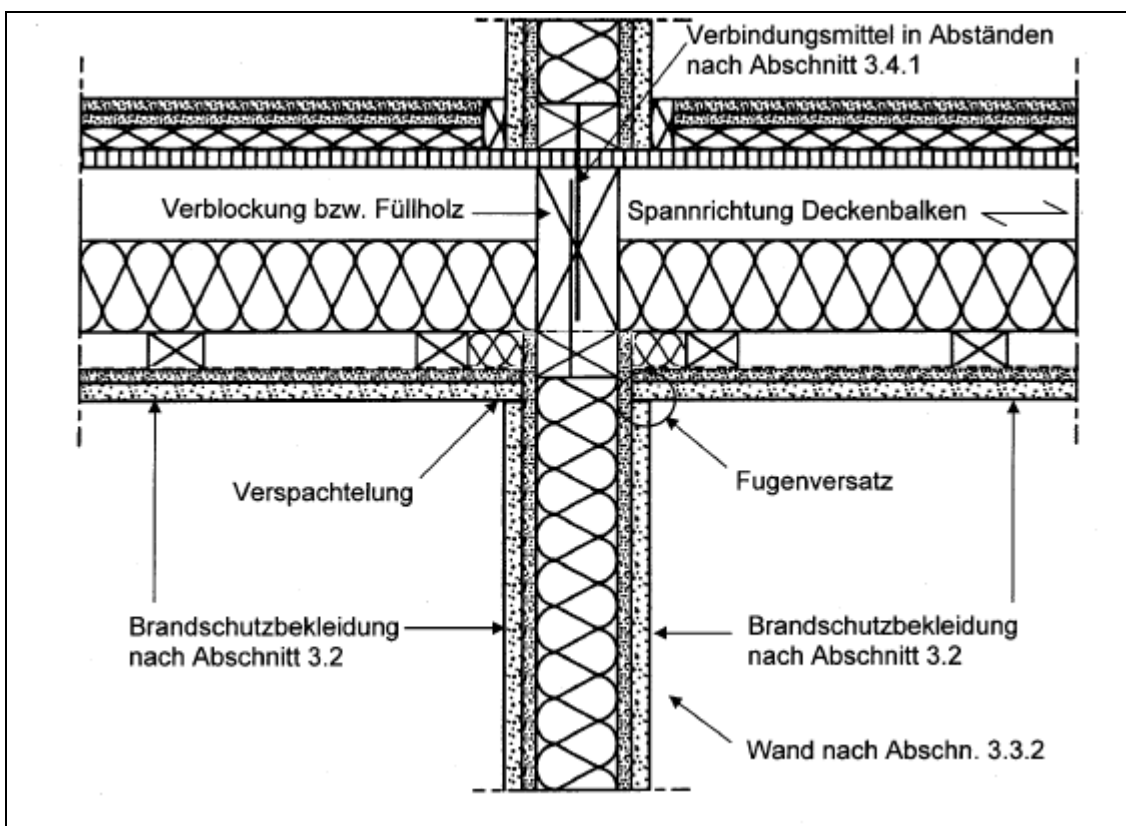 Verbindungsmittel in Abständen
nach Abschnitt 3.4.1
Verblockung bzw. Füllholz
Spannrichtung Deckenbalken
Verspachtelung
Fugenversatz
Brandschutzbekleidung
nach Abschnitt 3.2
Brandschutzbekleidung
nach Abschnitt 3.2
Wand nach Abschn. 3.3.2